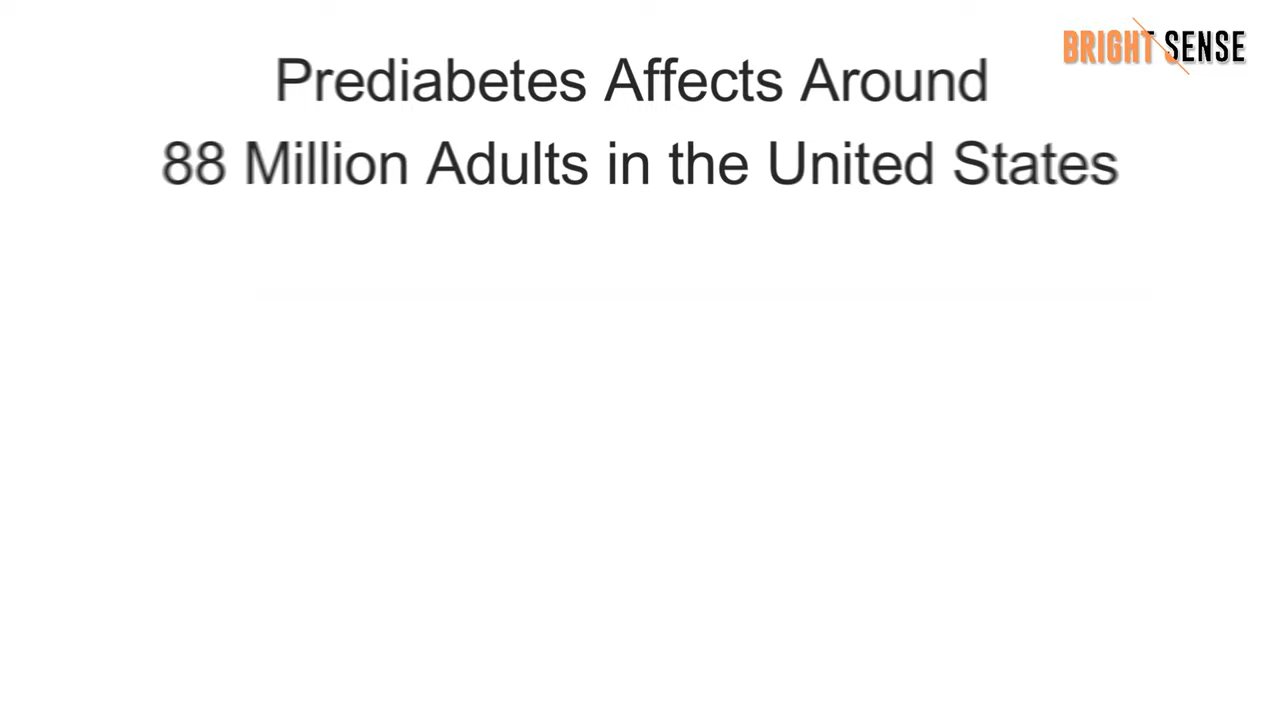 BRIGHT SENSE
Prediabetes Affects Around
88 Million Adults in the United States